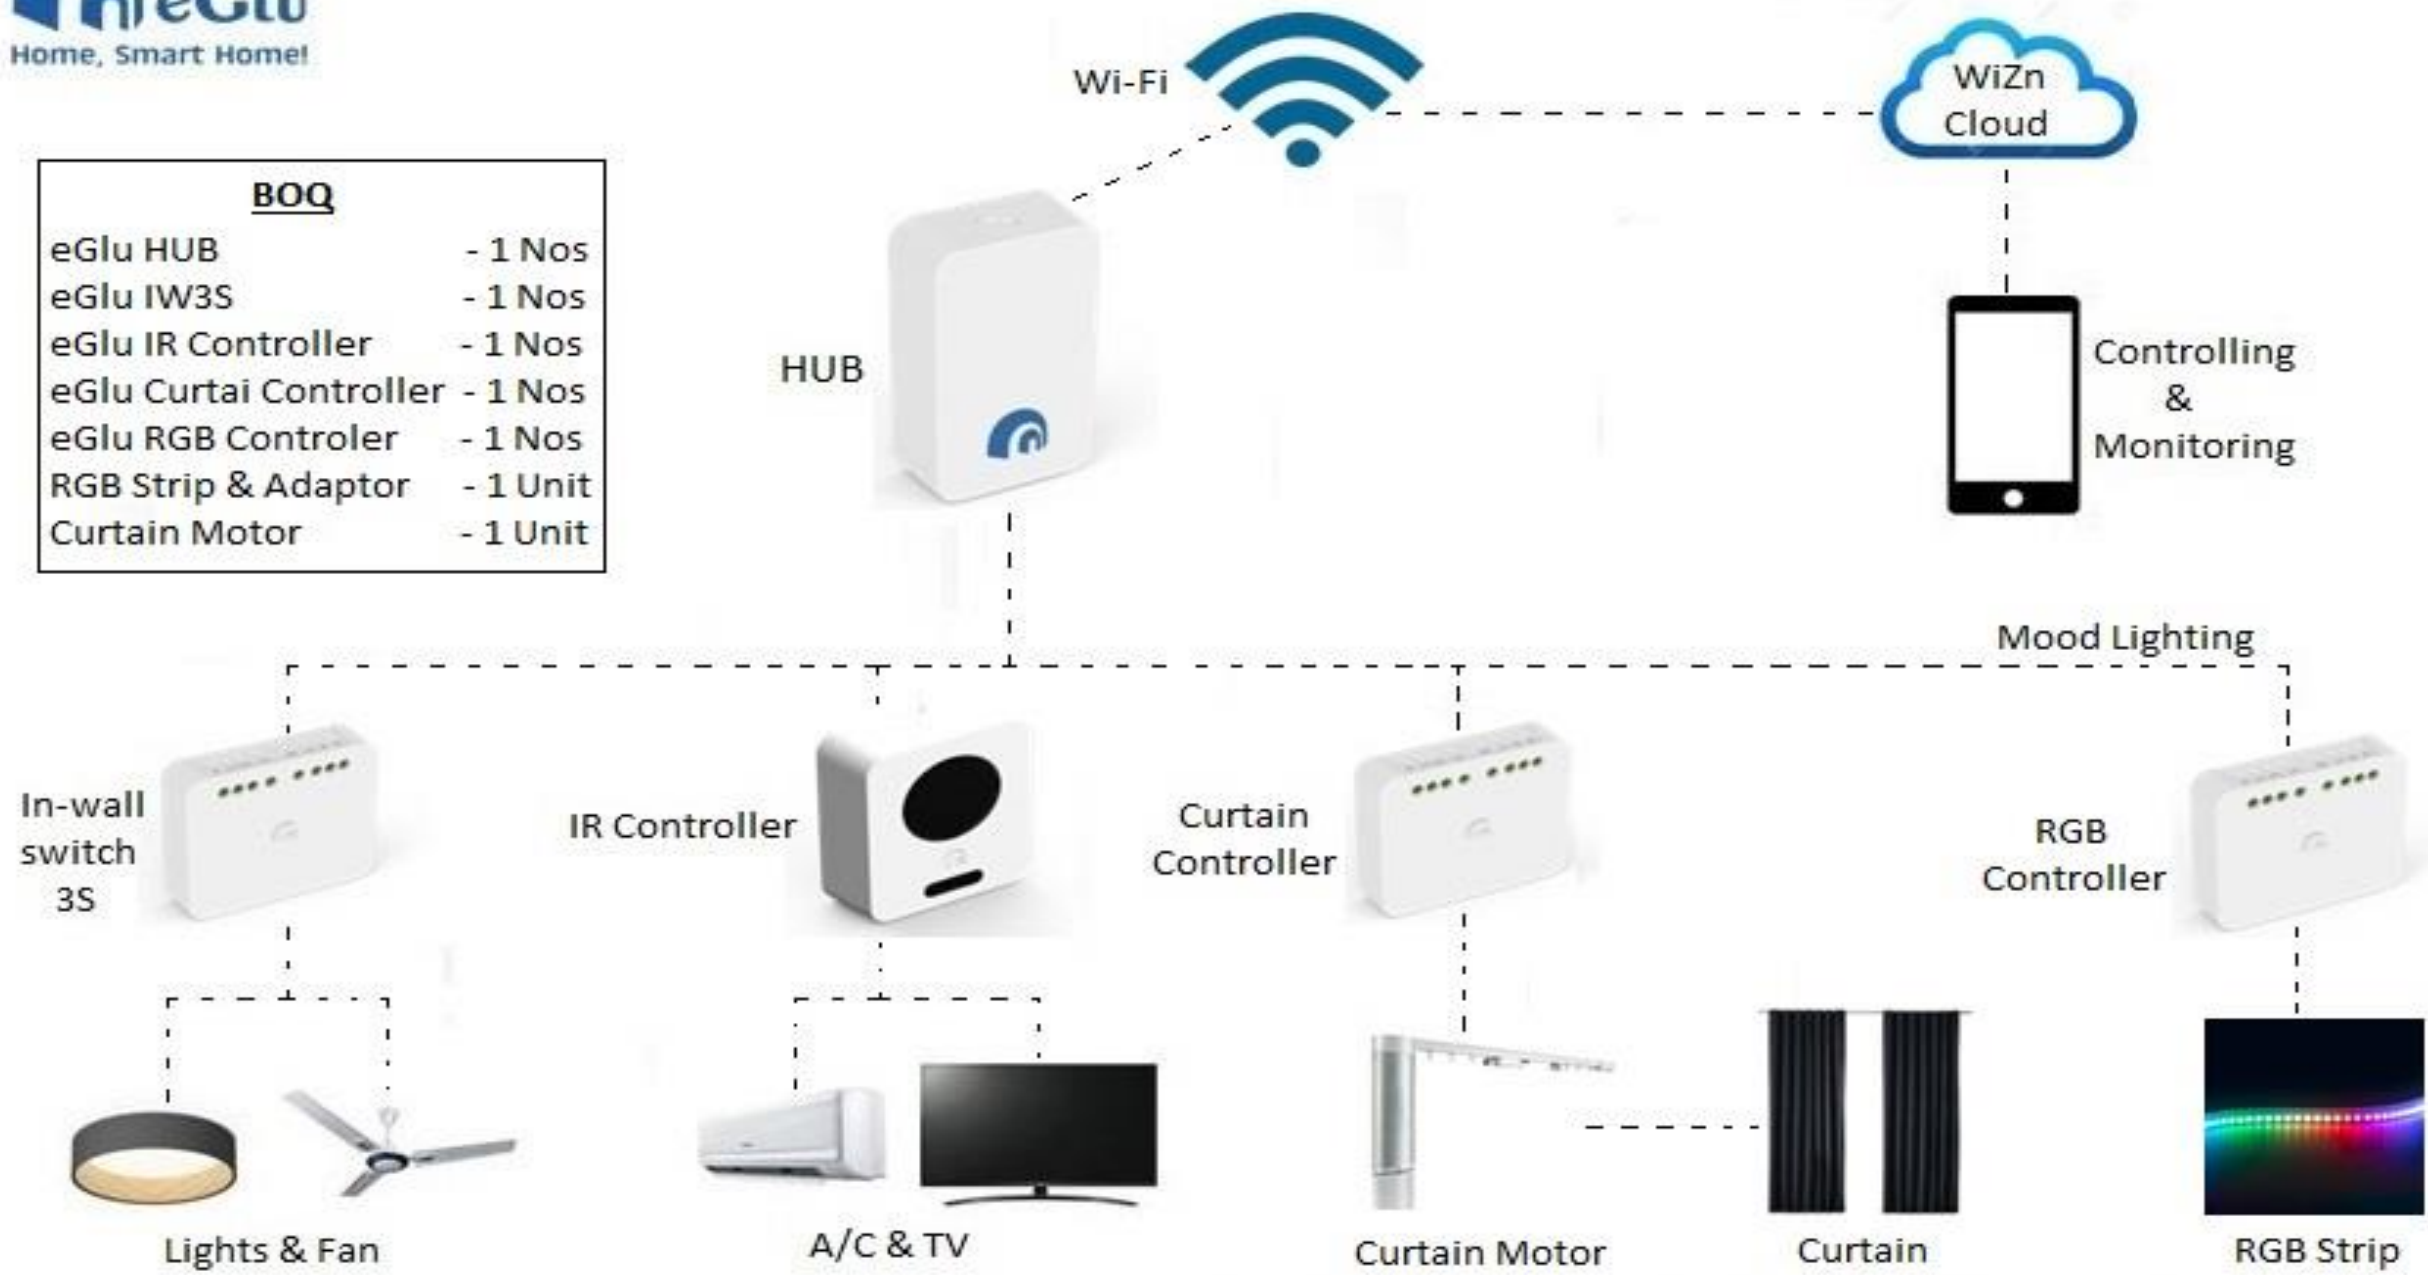 eGlu
Home, Smart Home!
Wi-Fi
WiZn
Cloud
BOQ
eGlu HUB - 1 Nos
eGlu IW3S - 1 Nos
eGlu IR Controller - 1 Nos
eGlu Curtai Controller - 1 Nos
eGlu RGB Controler - 1 Nos
RGB Strip & Adaptor - 1 Unit
Curtain Motor - 1 Unit
HUB
Controlling
&
Monitoring
Mood Lighting
In-wall
switch
3S
IR Controller
Curtain
Controller
RGB
Controller
Lights & Fan
A/C & TV
Curtain Motor
Curtain
RGB Strip